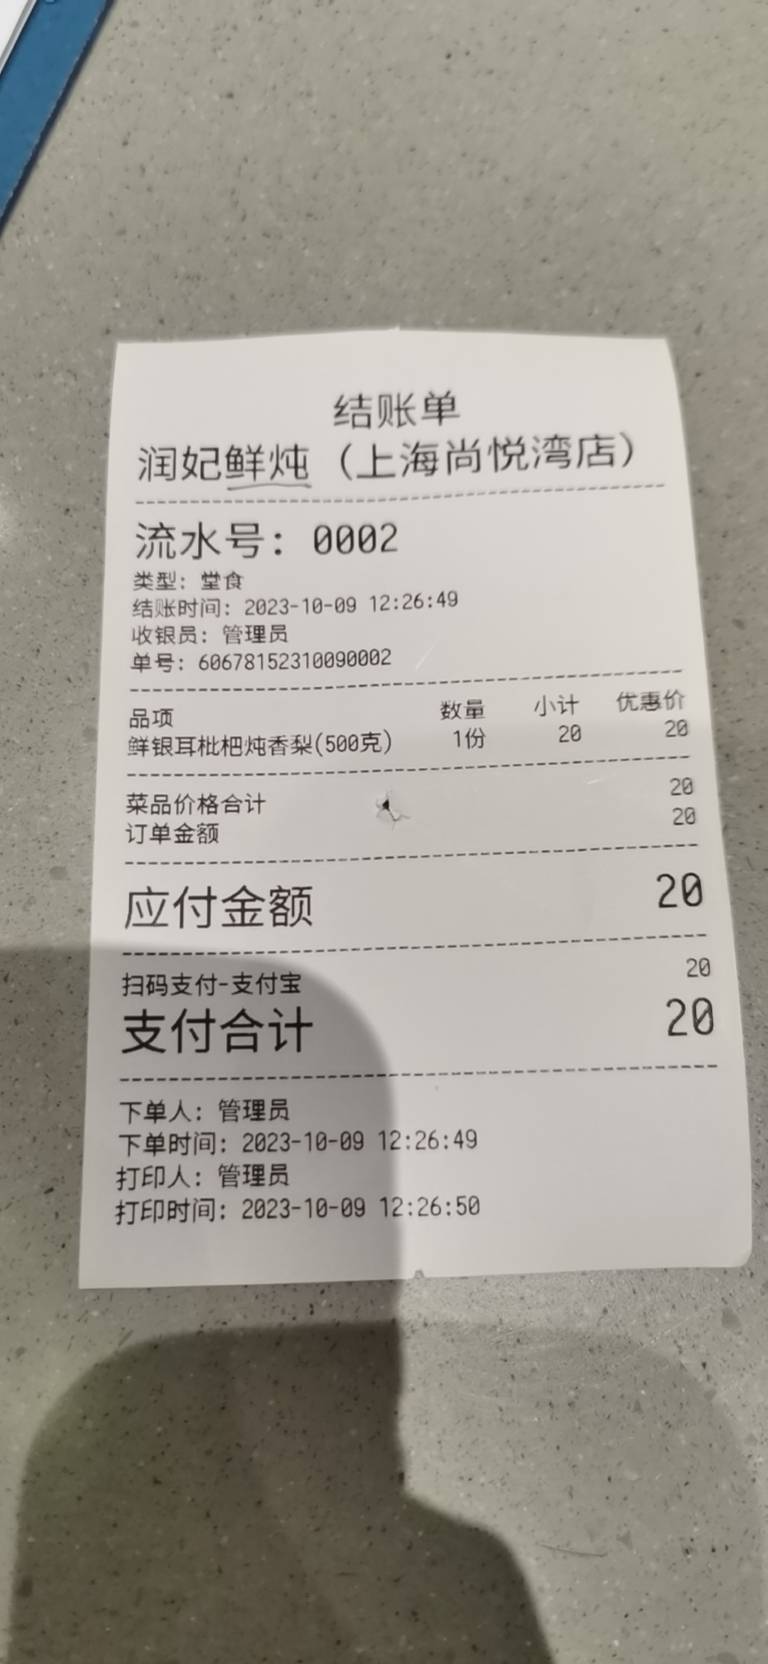 结账单
润妃鲜炖（上海尚悦湾店）
流水号：0002
类型：堂食
结账时间：2023-10-09 12:26:49
收银员：管理员
单号：60678152310090002
品项 数量 小计 优惠价
鲜银耳枇杷炖香梨(500克) 1份 20 20
菜品价格合计 20
订单金额 20
应付金额 20
扫码支付-支付宝 20
支付合计 20
下单人：管理员
下单时间：2023-10-09 12:26:49
打印人：管理员
打印时间：2023-10-09 12:26:50